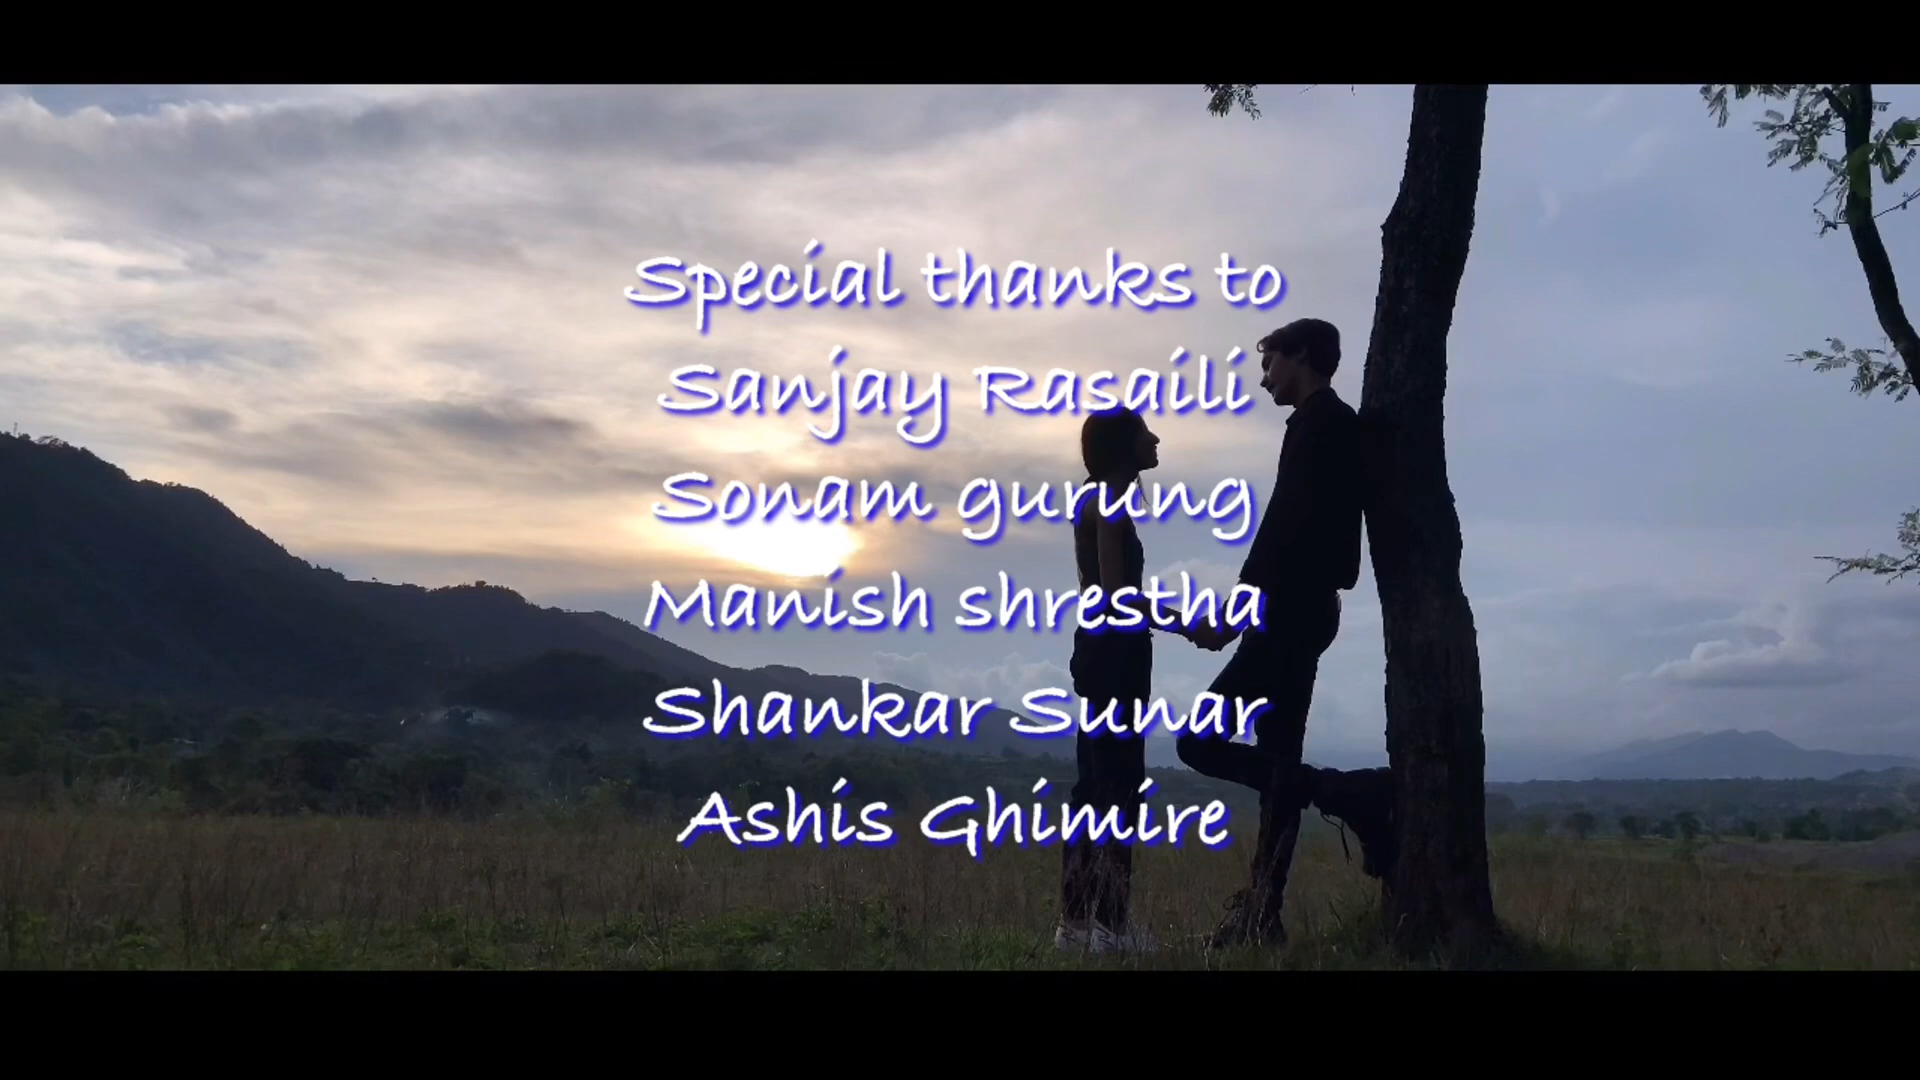 Special thanks to
Sanjay Rasaili
Sonam gurung
Manish shrestha
Shankar Sunar
Ashis Ghimire